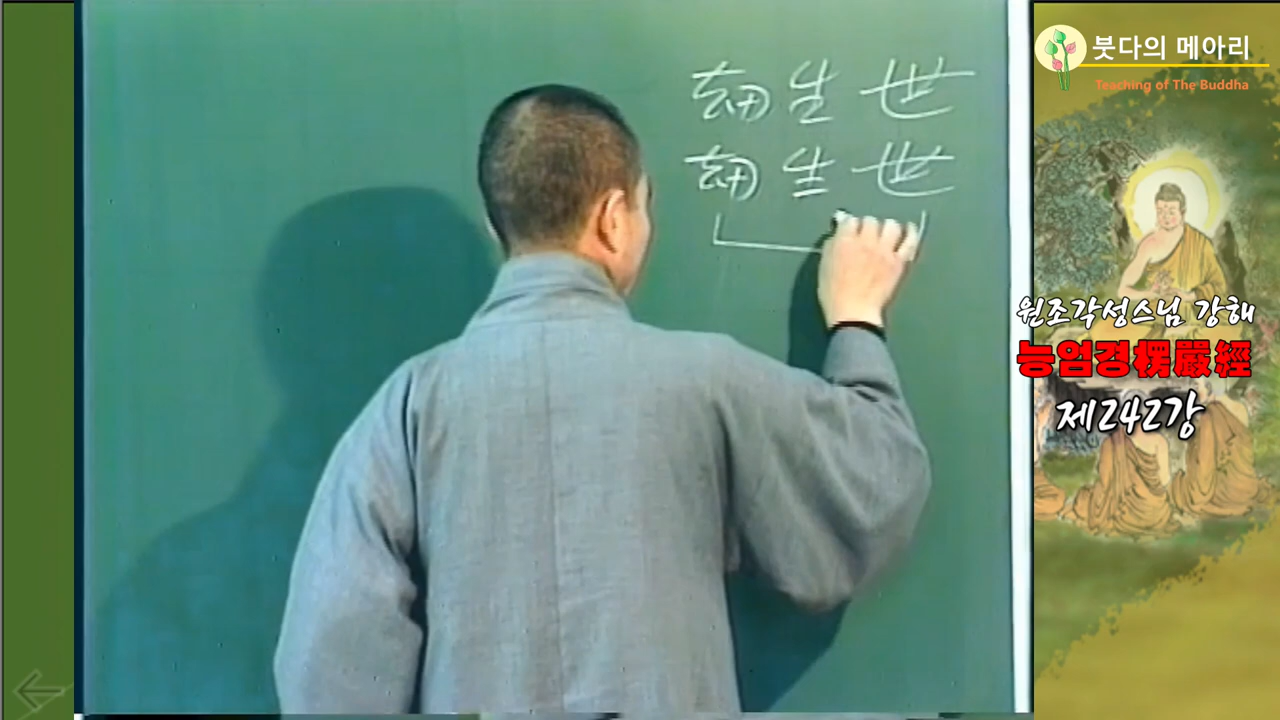 世世
生生
劫劫
붓다의 메아리
Teaching of The Buddha
원조각성스님 강해
능엄경楞嚴經
제242강